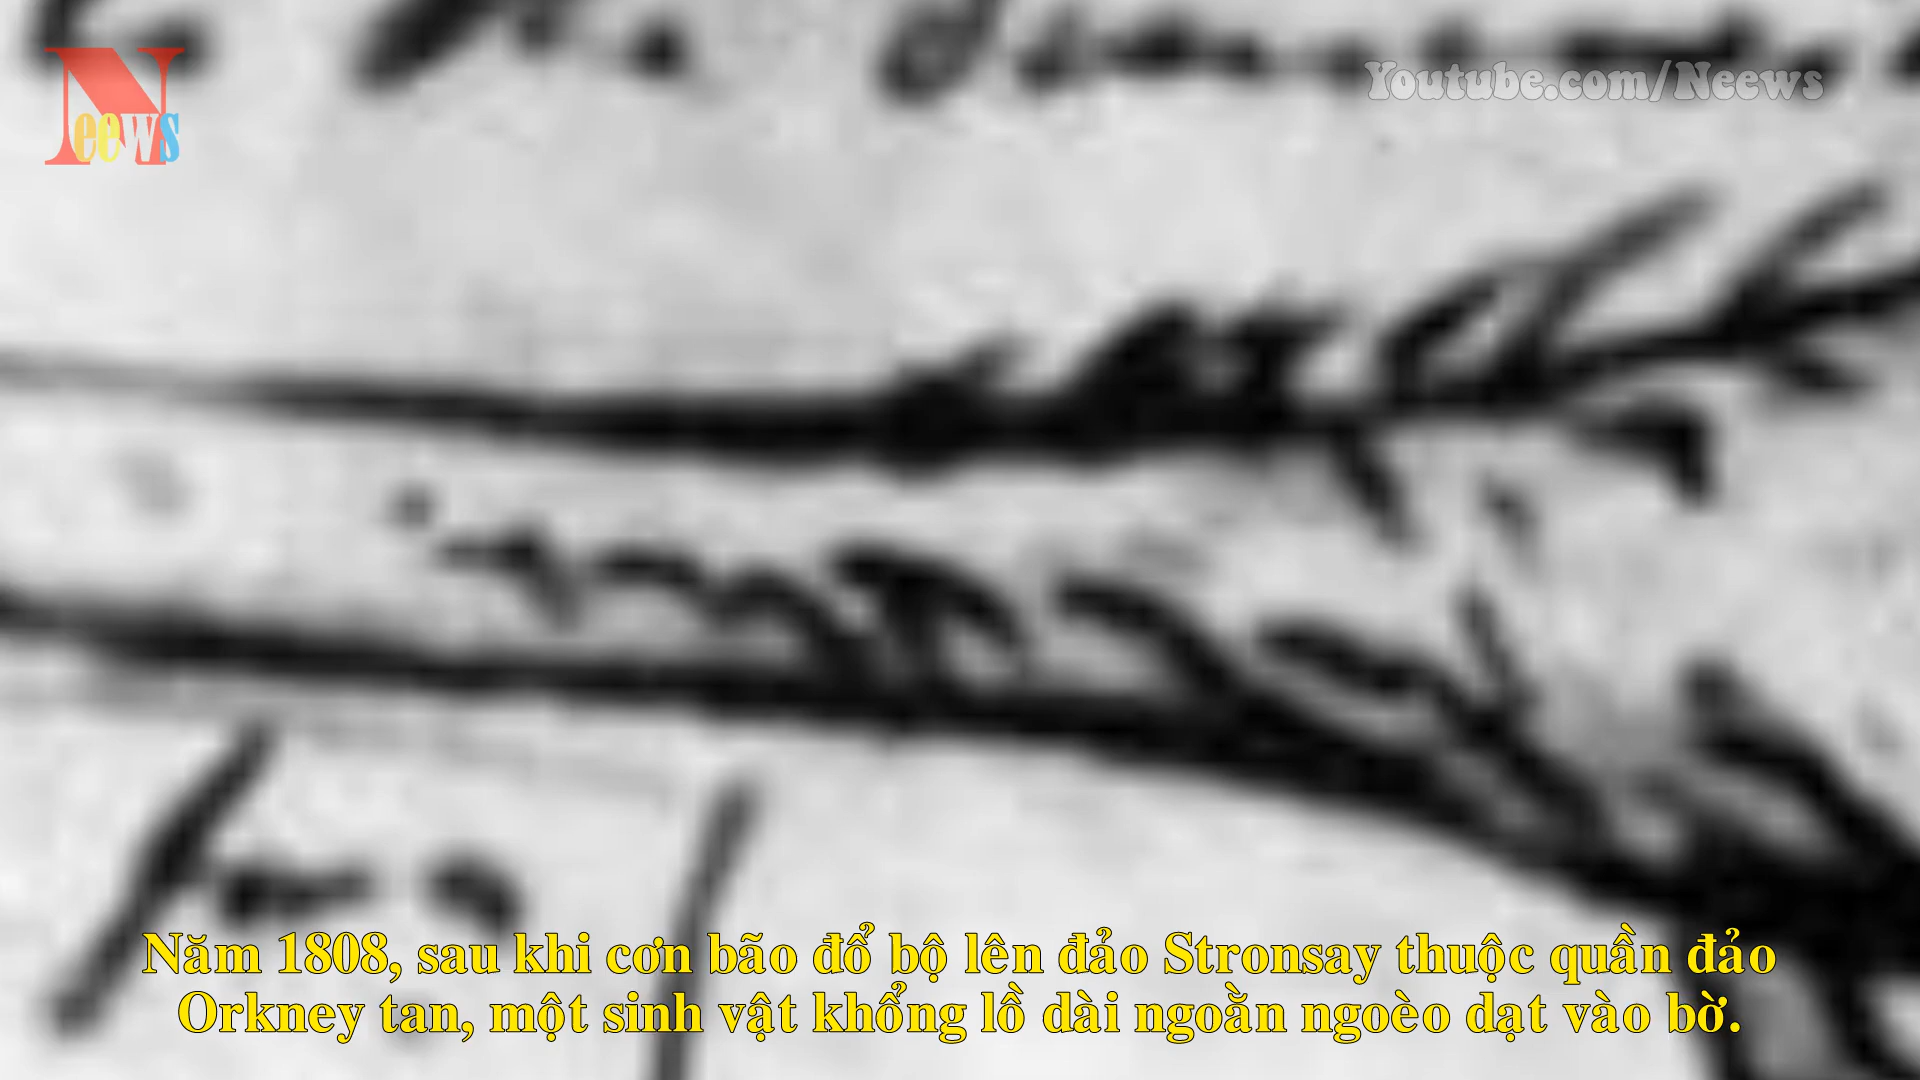 Neews
Youtube.com/Neews
Năm 1808, sau khi cơn bão đổ bộ lên đảo Stronsay thuộc quần đảo
Orkney tan, một sinh vật khổng lồ dài ngoằn ngoèo dạt vào bờ.